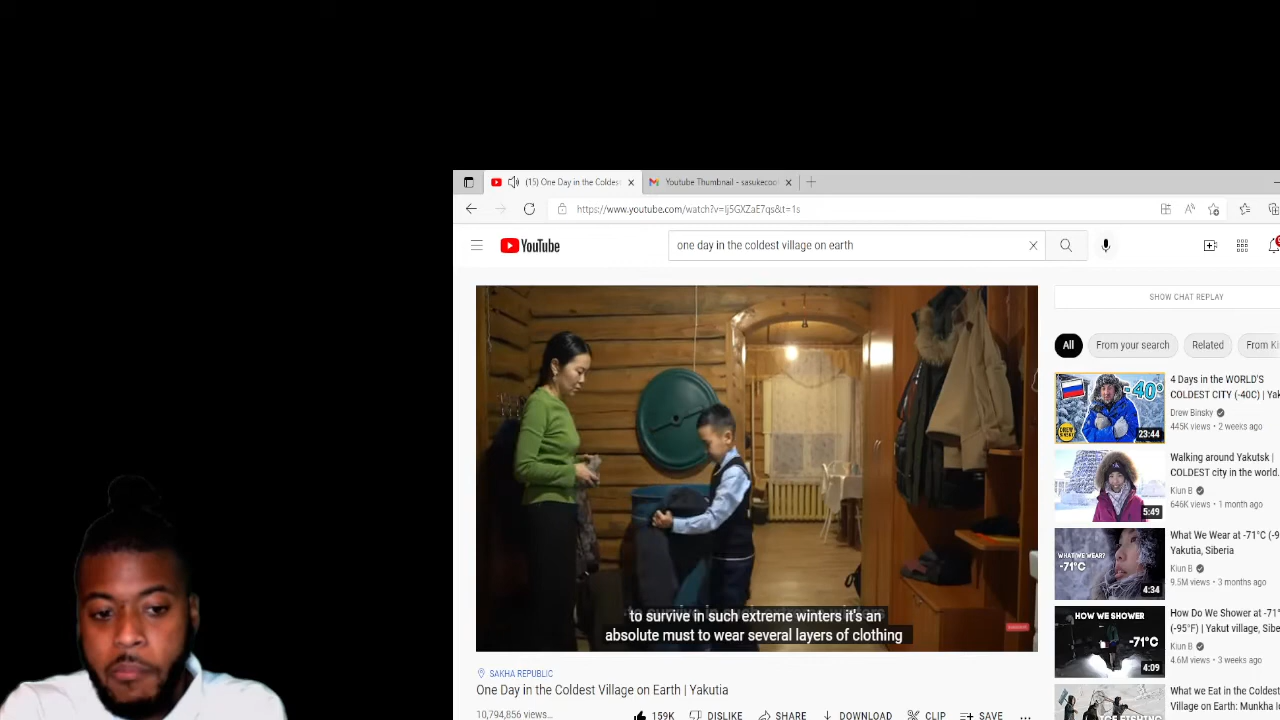 (15) One Day in the Coldes
Youtube Thumbnail - sasukecoo
https://www.youtube.com/watch?v=lj5GXZaE7qs&t=1s
YouTube
one day in the coldest village on earth
to survive in such extreme winters it's an
absolute must to wear several layers of clothing
SAKHA REPUBLIC
One Day in the Coldest Village on Earth | Yakutia
10,794,856 views...
159K DISLIKE SHARE DOWNLOAD CLIP SAVE
SHOW CHAT REPLAY
All From your search Related From Ki
-40°
23:44
4 Days in the WORLD'S
COLDEST CITY (-40C) | Yak
Drew Binsky
445K views • 2 weeks ago
5:49
Walking around Yakutsk |
COLDEST city in the world.
Kiun B
646K views • 1 month ago
WHAT WE WEAR?
-71°C
4:34
What We Wear at -71°C (-9
Yakutia, Siberia
Kiun B
9.5M views • 3 months ago
HOW WE SHOWER
-71°C
4:09
How Do We Shower at -71°
(-95°F) | Yakut village, Sibe
Kiun B
4.6M views • 3 weeks ago
What we Eat in the Coldest
Village on Earth: Munkha I